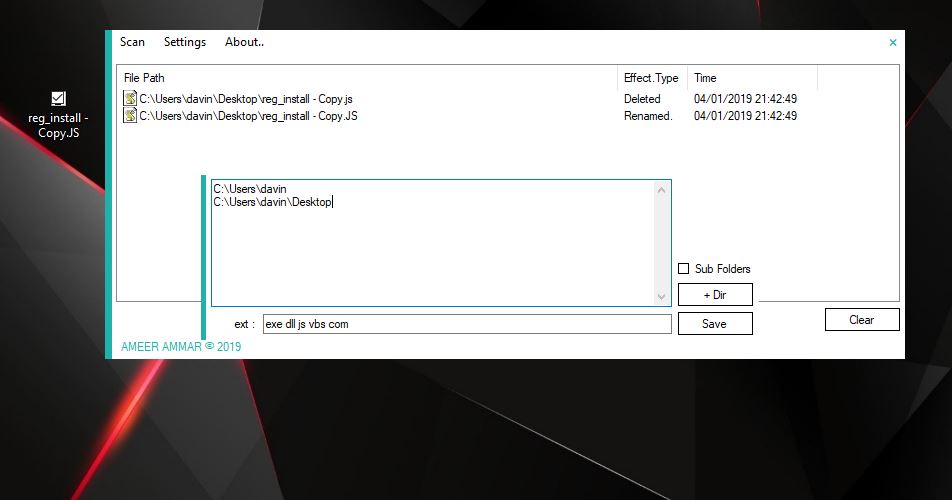 Scan Settings About.. ×
File Path Effect.Type Time
C:\Users\davin\Desktop\reg_install - Copy.js Deleted 04/01/2019 21:42:49
C:\Users\davin\Desktop\reg_install - Copy.JS Renamed. 04/01/2019 21:42:49
reg_install -
Copy.JS
C:\Users\davin
C:\Users\davin\Desktop
Sub Folders
+ Dir
ext : exe dll js vbs com
Save
Clear
AMEER AMMAR © 2019